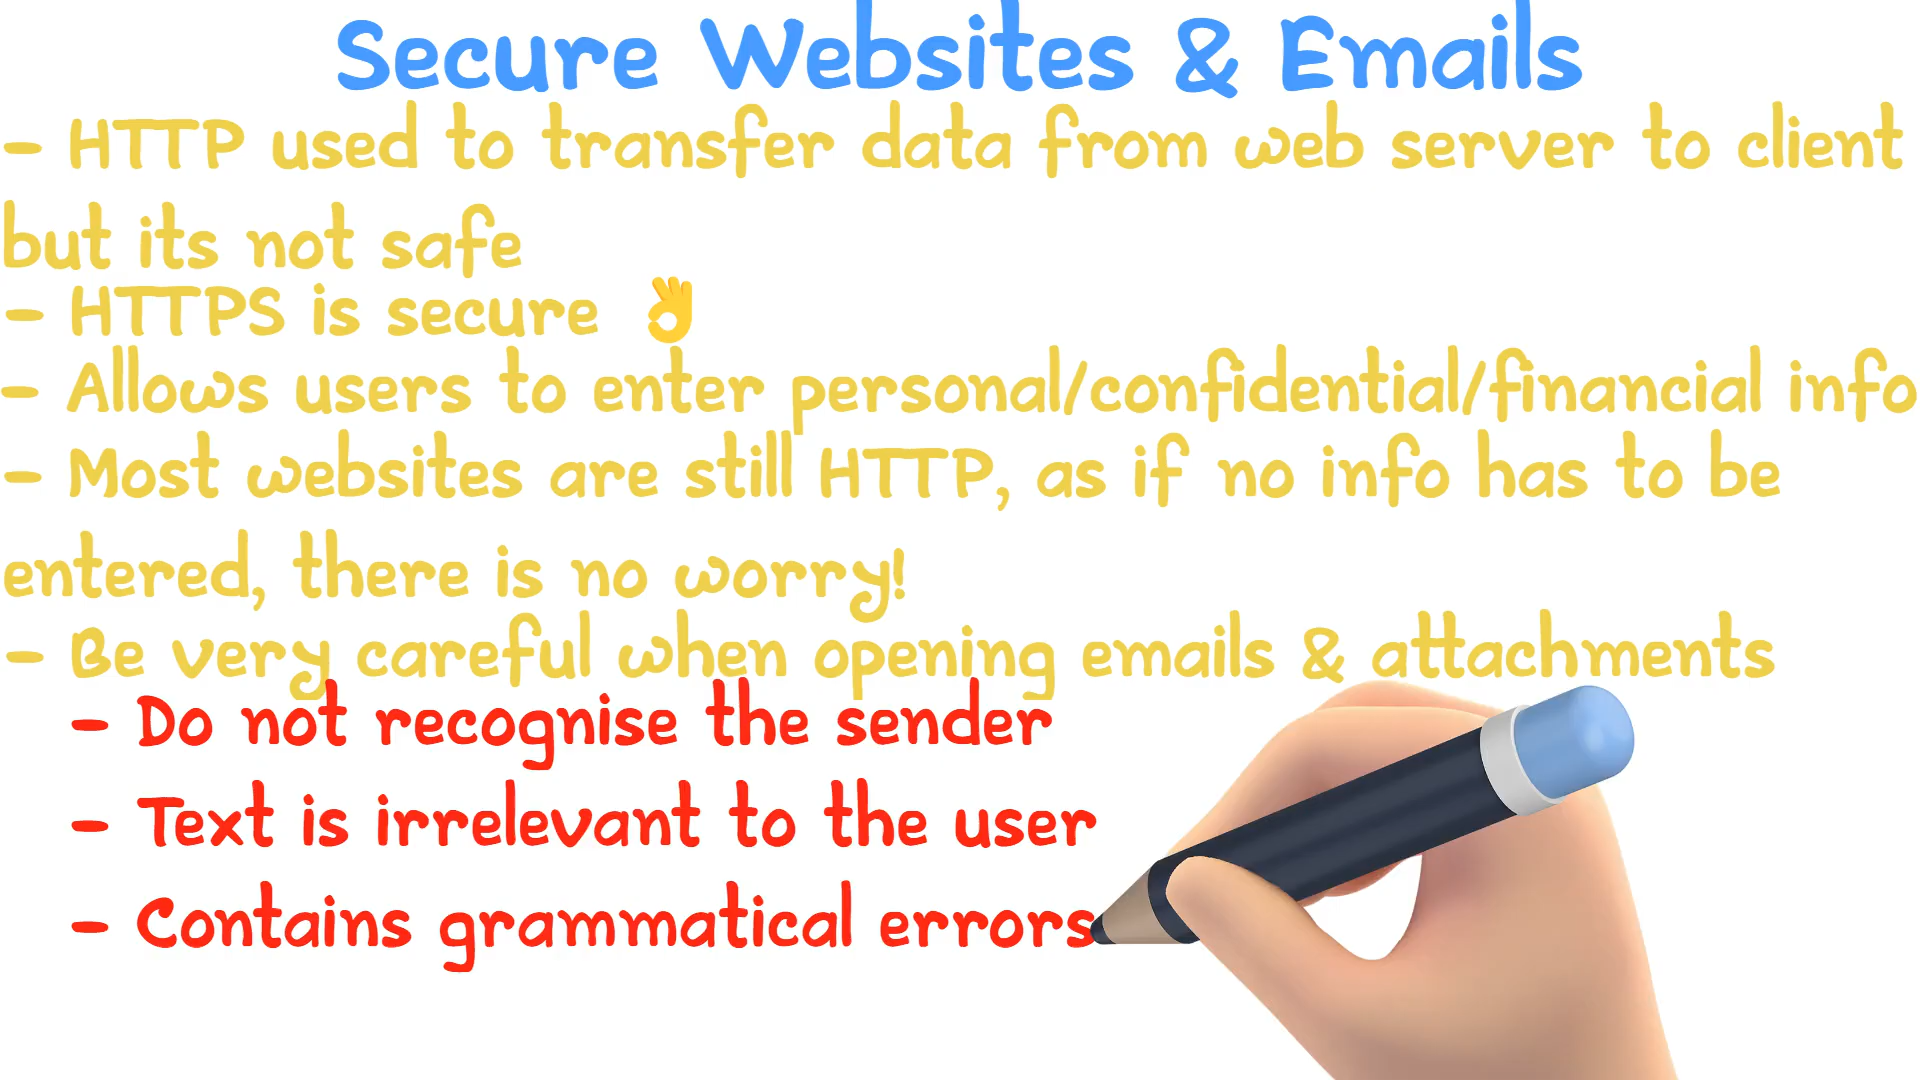 Secure Websites & Emails
- HTTP used to transfer data from web server to client
but its not safe
- HTTPS is secure 👌
- Allows users to enter personal/confidential/financial info
- Most websites are still HTTP, as if no info has to be
entered, there is no worry!
- Be very careful when opening emails & attachments
- Do not recognise the sender
- Text is irrelevant to the user
- Contains grammatical errors